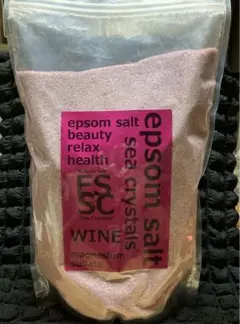 epsom salt
beauty
relax
health
ES
SC
WINE
magnesium
sulfate
epsom salt
sea crystals